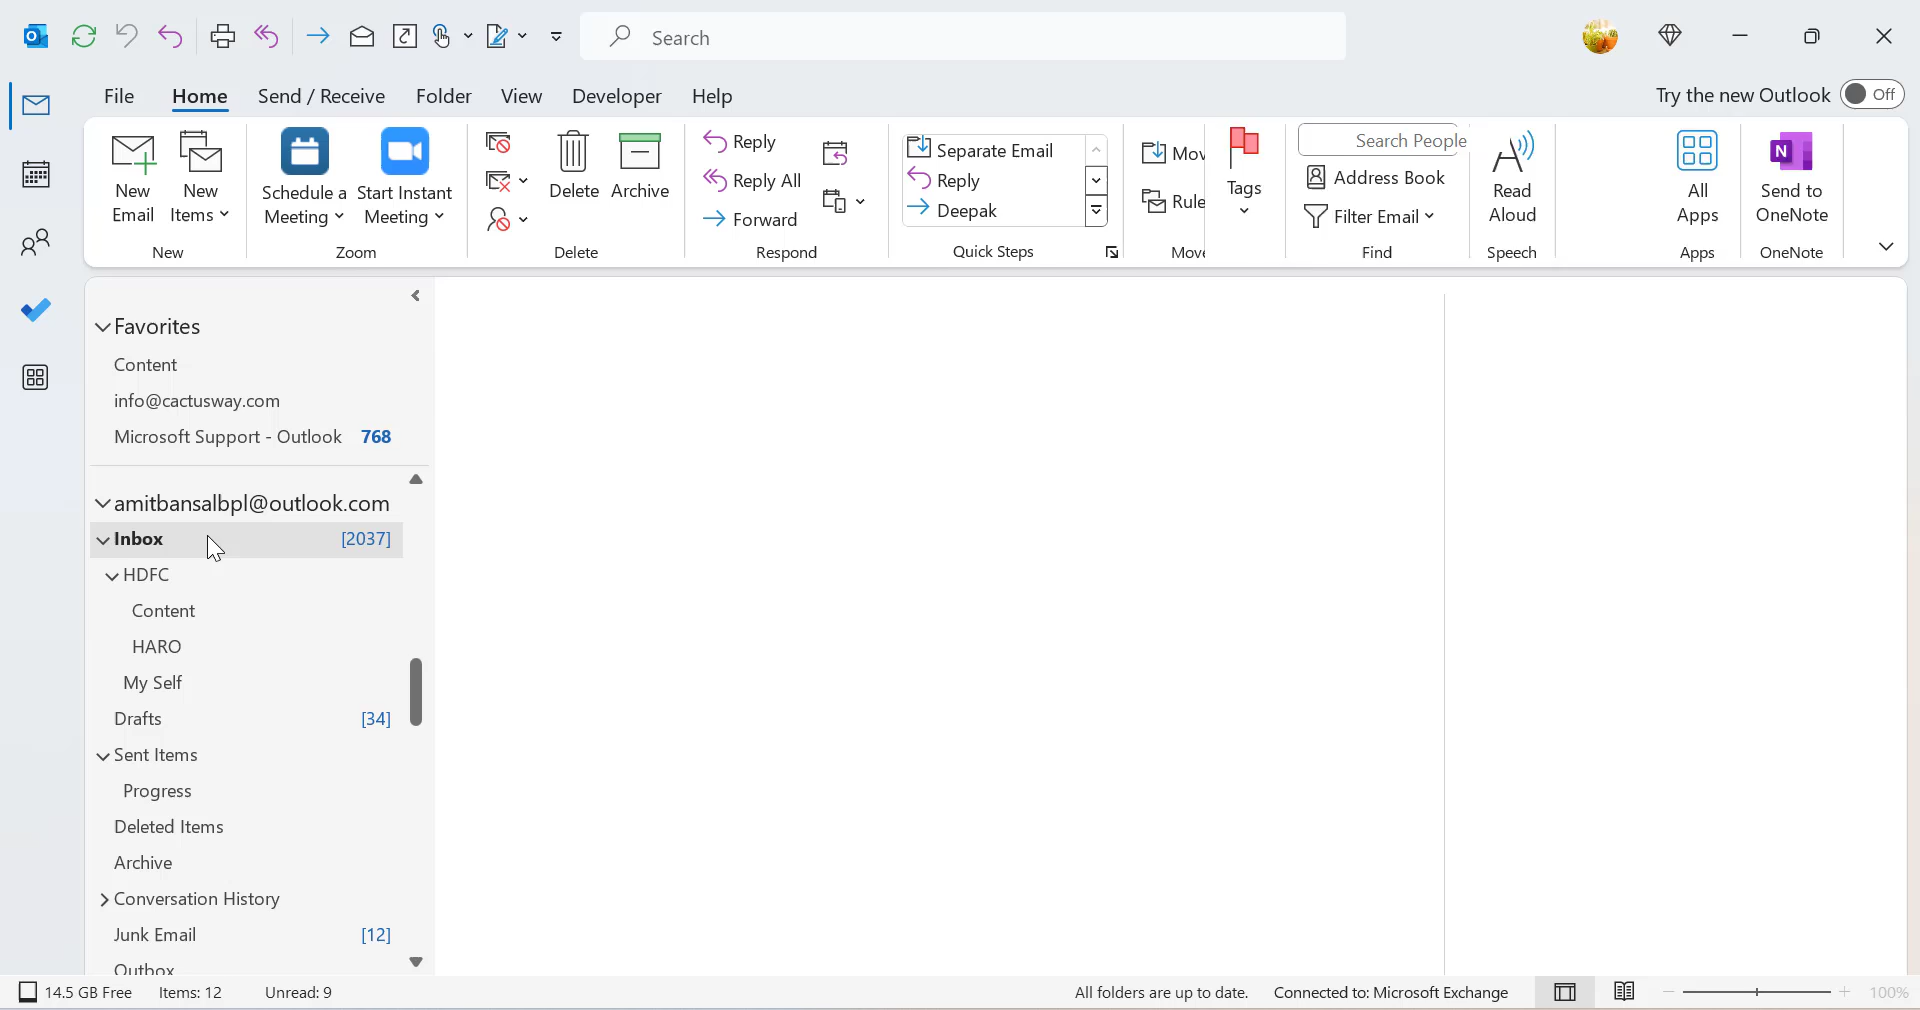 Search
File Home Send / Receive Folder View Developer Help
Try the new Outlook Off
New Email
New Items
New
Schedule a Meeting
Start Instant Meeting
Zoom
Delete
Archive
Delete
Reply
Reply All
Forward
Respond
Separate Email
Reply
Deepak
Quick Steps
Mov
Rule
Move
Tags
Search People
Address Book
Filter Email
Find
Read Aloud
Speech
All Apps
Apps
N
Send to OneNote
OneNote
Favorites
Content
info@cactusway.com
Microsoft Support - Outlook 768
amitbansalbpl@outlook.com
Inbox [2037]
HDFC
Content
HARO
My Self
Drafts [34]
Sent Items
Progress
Deleted Items
Archive
Conversation History
Junk Email [12]
Outbox
14.5 GB Free Items: 12 Unread: 9 All folders are up to date. Connected to: Microsoft Exchange 100%